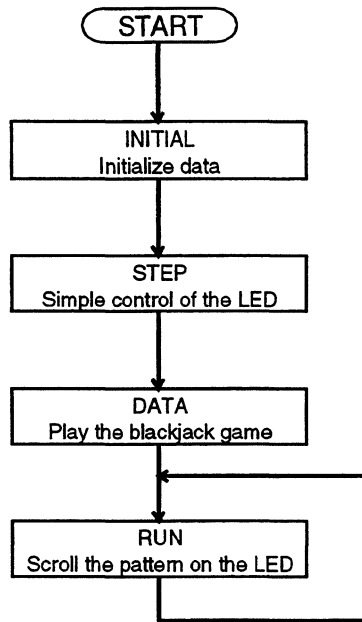 START
INITIAL
Initialize data
STEP
Simple control of the LED
DATA
Play the blackjack game
RUN
Scroll the pattern on the LED